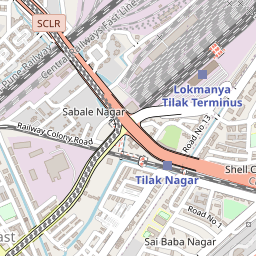 SCLR
Central Railways Fast Line
Pune Railway
Lokmanya
Tilak Terminus
Sabale Nagar
Railway Colony Road
Road No 13
Shell C
Tilak Nagar
Road No 1
Sai Baba Nagar
ast